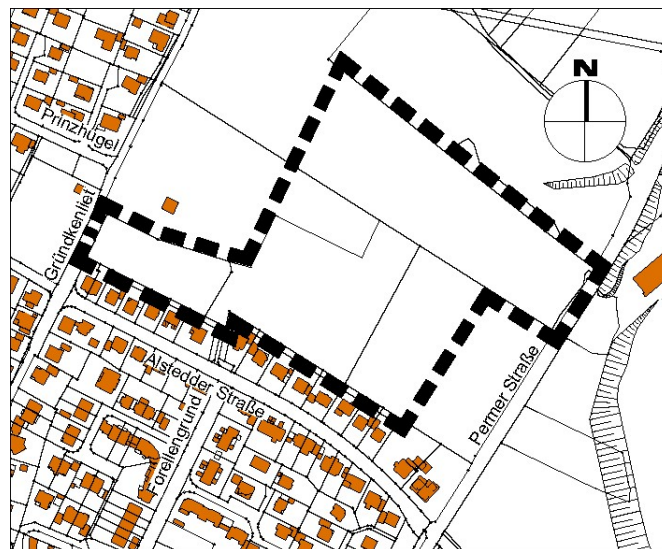 N
Prinzhügel
Gründkenliet
Alstedder Straße
Permer Straße
Forellengrund